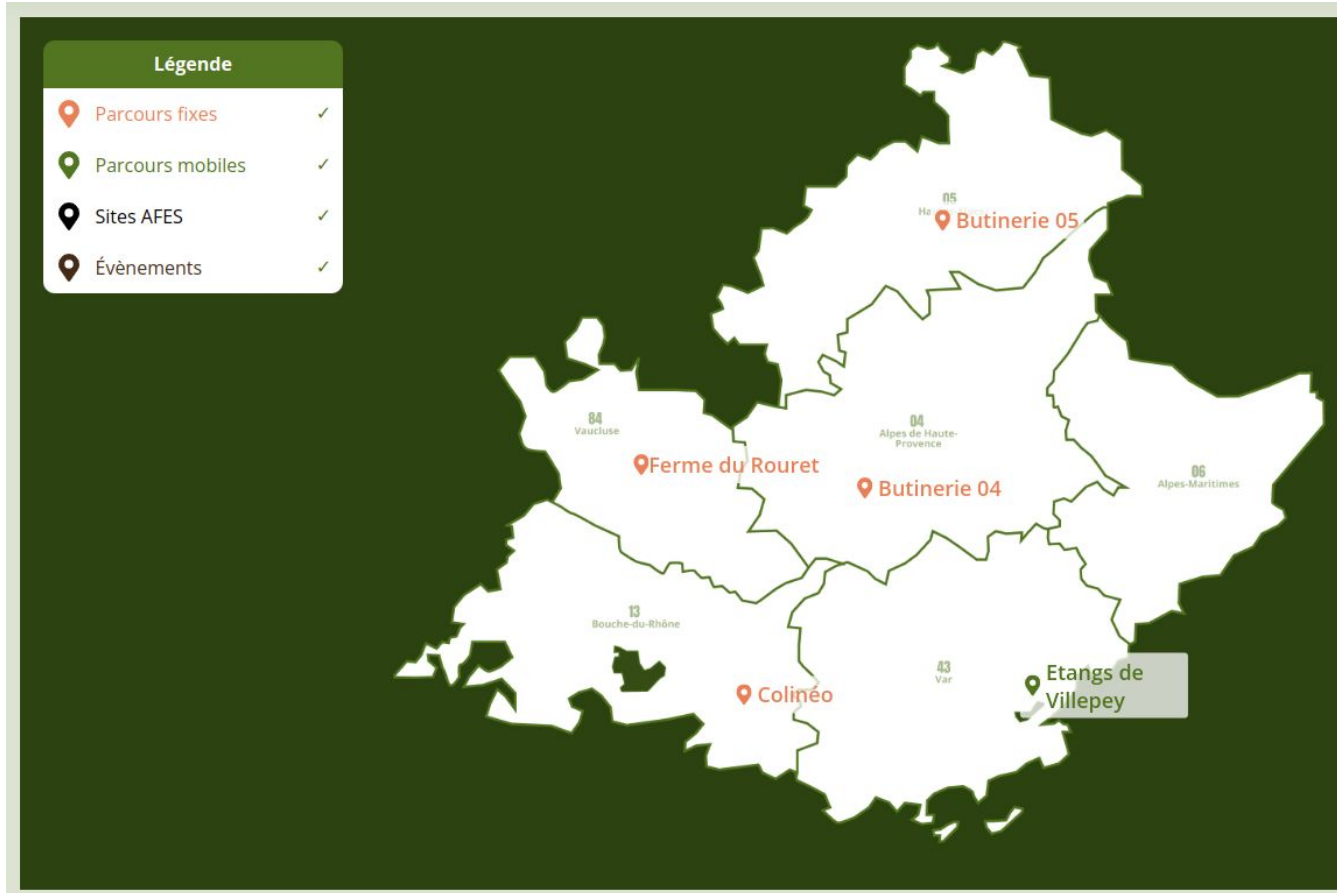 Légende
Parcours fixes
Parcours mobiles
Sites AFES
Évènements
05
Ha
Butinerie 05
84
Vaucluse
04
Alpes de Haute-
Provence
Ferme du Rouret
Butinerie 04
06
Alpes-Maritimes
13
Bouche-du-Rhône
43
Var
Etangs de
Villepey
Colinéo